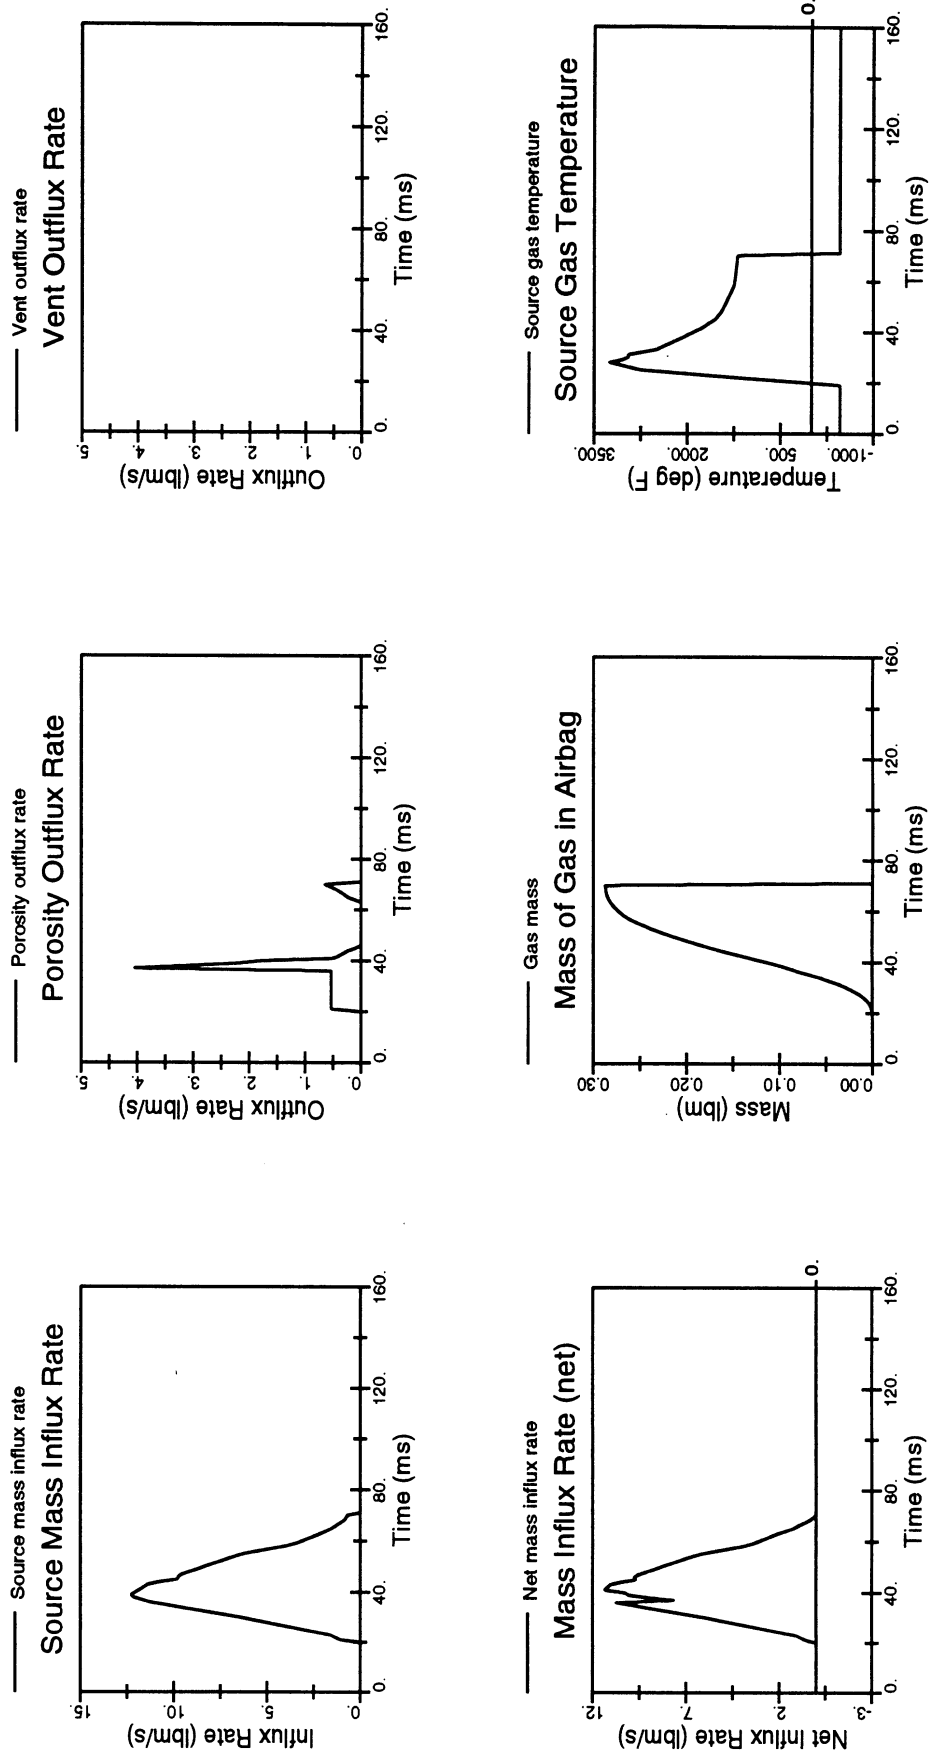 Source mass influx rate
Source Mass Influx Rate
Influx Rate (lbm/s)
15.
10.
5.
0.
0. 40. 80. 120. 160.
Time (ms)
Porosity outflux rate
Porosity Outflux Rate
Outflux Rate (lbm/s)
5.
4.
3.
2.
1.
0.
0. 40. 80. 120. 160.
Time (ms)
Vent outflux rate
Vent Outflux Rate
Outflux Rate (lbm/s)
5.
4.
3.
2.
1.
0.
0. 40. 80. 120. 160.
Time (ms)
Net mass influx rate
Mass Influx Rate (net)
Net Influx Rate (lbm/s)
12.
7.
2.
-3.
0.
0. 40. 80. 120. 160.
Time (ms)
Gas mass
Mass of Gas in Airbag
Mass (lbm)
0.30
0.20
0.10
0.00
0. 40. 80. 120. 160.
Time (ms)
Source gas temperature
Source Gas Temperature
Temperature (deg F)
3500.
2000.
500.
-1000.
0.
0. 40. 80. 120. 160.
Time (ms)